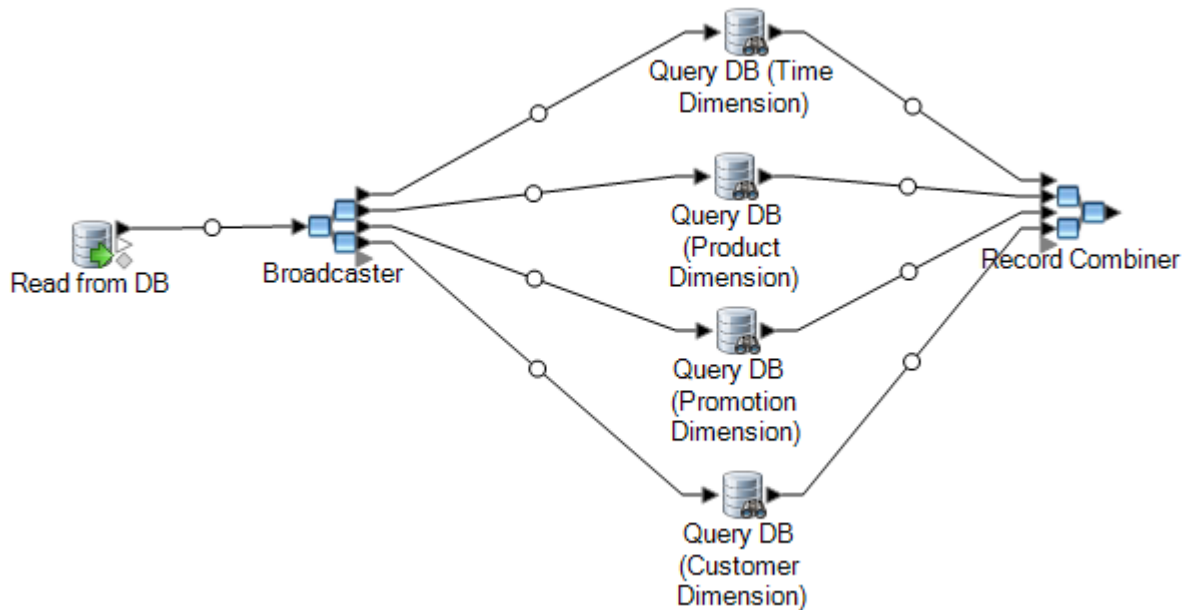 Query DB (Time
Dimension)
Query DB
(Product
Dimension)
Read from DB
Broadcaster
Record Combiner
Query DB
(Promotion
Dimension)
Query DB
(Customer
Dimension)